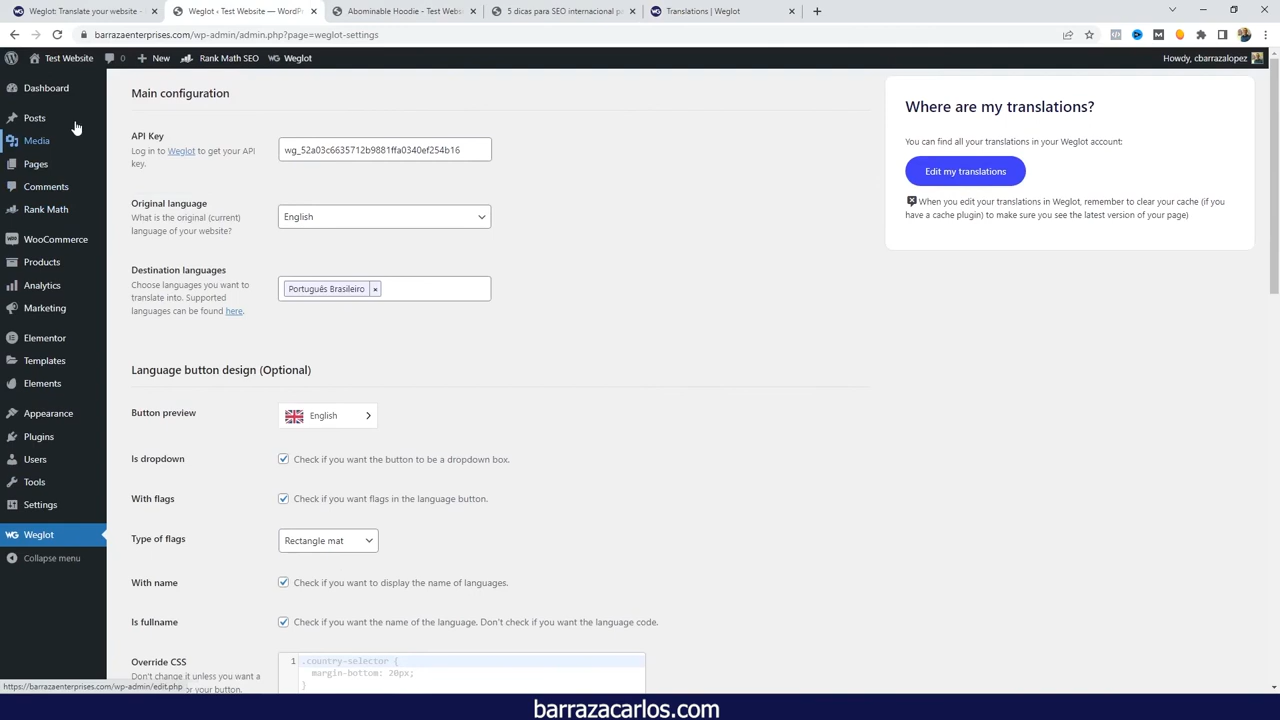 Weglot: Translate your website -
Weglot ‹ Test Website — WordPr
Abominable Hoodie - Test Webs
5 dicas para SEO internacional p
Translations | Weglot
barrazaenterprises.com/wp-admin/admin.php?page=weglot-settings
Test Website
0
New
Rank Math SEO
Weglot
Howdy, cbarrazalopez
Dashboard
Posts
Media
Pages
Comments
Rank Math
WooCommerce
Products
Analytics
Marketing
Elementor
Templates
Elements
Appearance
Plugins
Users
Tools
Settings
WG Weglot
Collapse menu
https://barrazaenterprises.com/wp-admin/edit.php
Main configuration
API Key
Log in to Weglot to get your API
key.
wg_52a03c6635712b9881ffa0340ef254b16
Original language
What is the original (current)
language of your website?
English
Destination languages
Choose languages you want to
translate into. Supported
languages can be found here.
Português Brasileiro ×
Language button design (Optional)
Button preview
English
Is dropdown
Check if you want the button to be a dropdown box.
With flags
Check if you want flags in the language button.
Type of flags
Rectangle mat
With name
Check if you want to display the name of languages.
Is fullname
Check if you want the name of the language. Don't check if you want the language code.
Override CSS
Don't change it unless you want a
or your button.
1 .country-selector {
margin-bottom: 20px;
}
Where are my translations?
You can find all your translations in your Weglot account:
Edit my translations
When you edit your translations in Weglot, remember to clear your cache (if you
have a cache plugin) to make sure you see the latest version of your page)
barrazacarlos.com